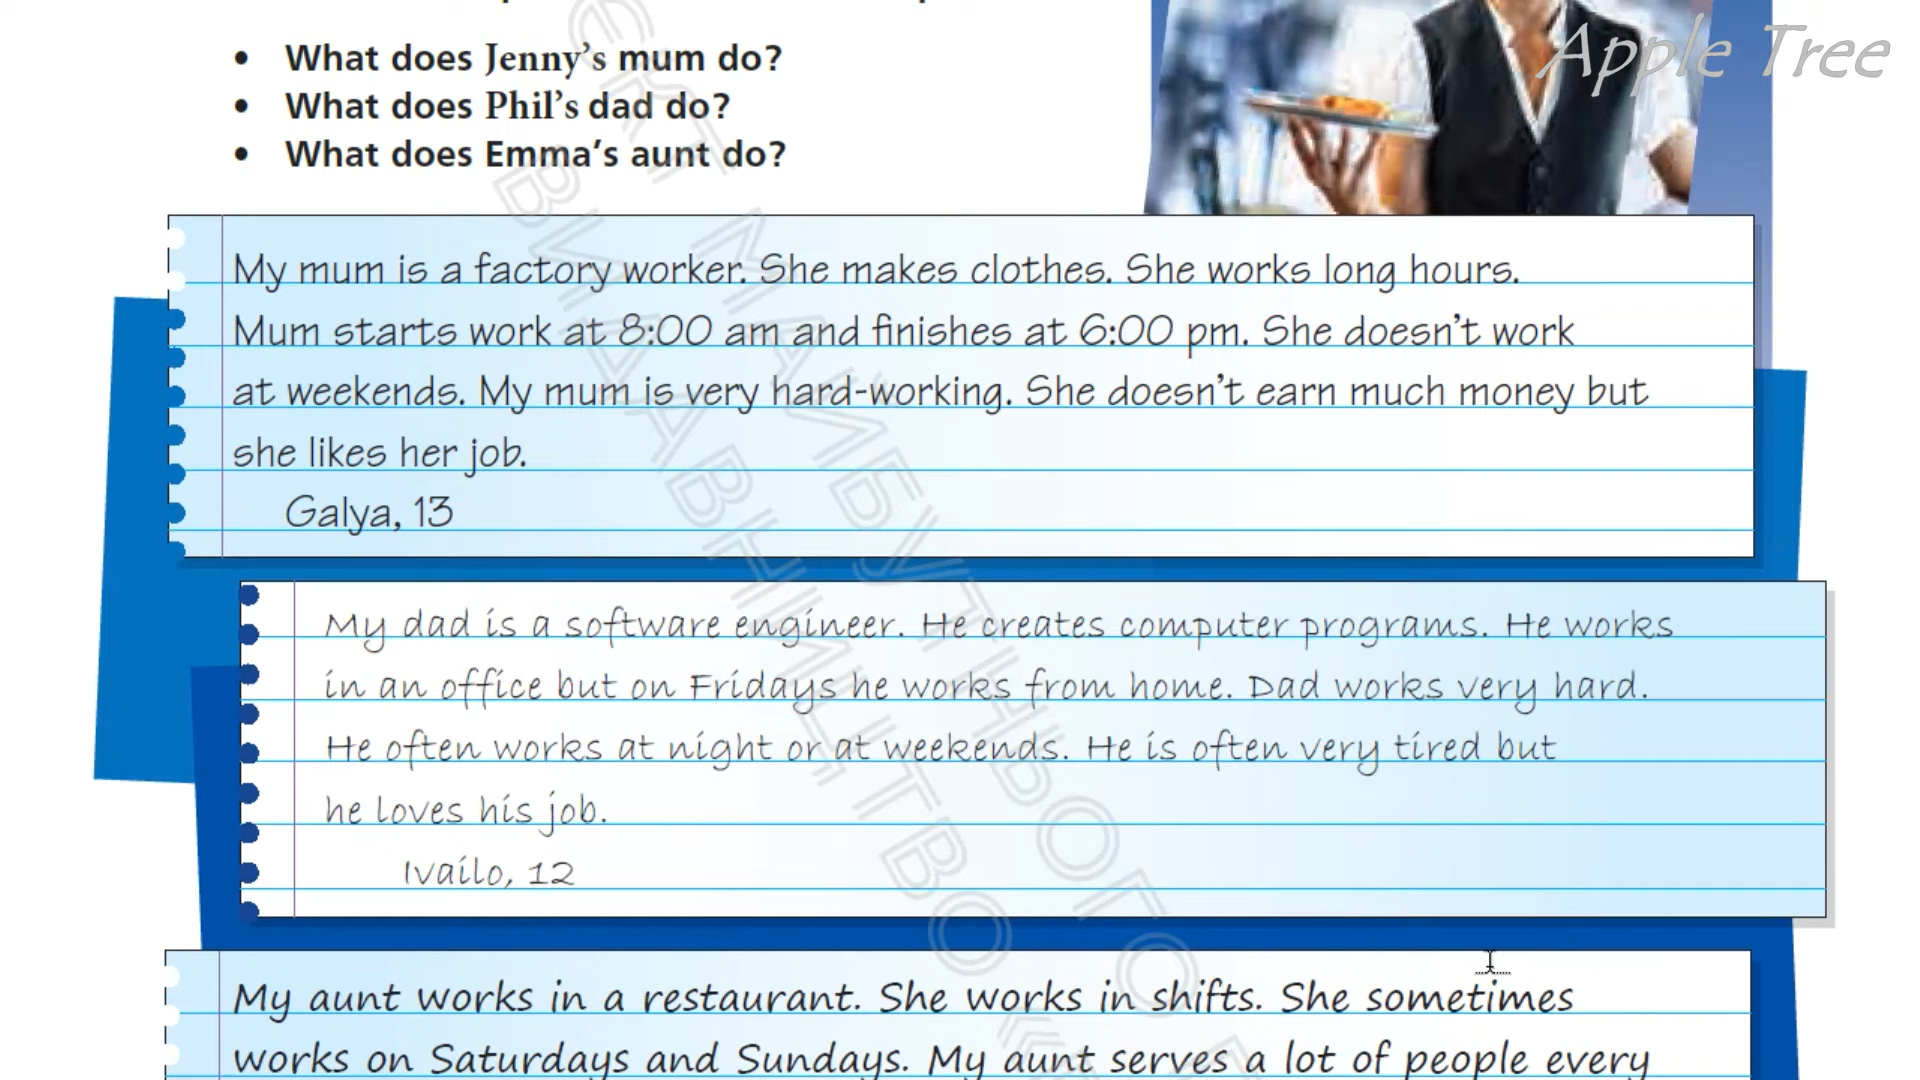 Apple Tree
• What does Jenny's mum do?
• What does Phil's dad do?
• What does Emma's aunt do?
My mum is a factory worker. She makes clothes. She works long hours.
Mum starts work at 8:00 am and finishes at 6:00 pm. She doesn't work
at weekends. My mum is very hard-working. She doesn't earn much money but
she likes her job.
Galya, 13
My dad is a software engineer. He creates computer programs. He works
in an office but on Fridays he works from home. Dad works very hard.
He often works at night or at weekends. He is often very tired but
he loves his job.
Ivailo, 12
My aunt works in a restaurant. She works in shifts. She sometimes
works on Saturdays and Sundays. My aunt serves a lot of people every
МАЙБУТНЬОГО
ВИДАВНИЦТВО